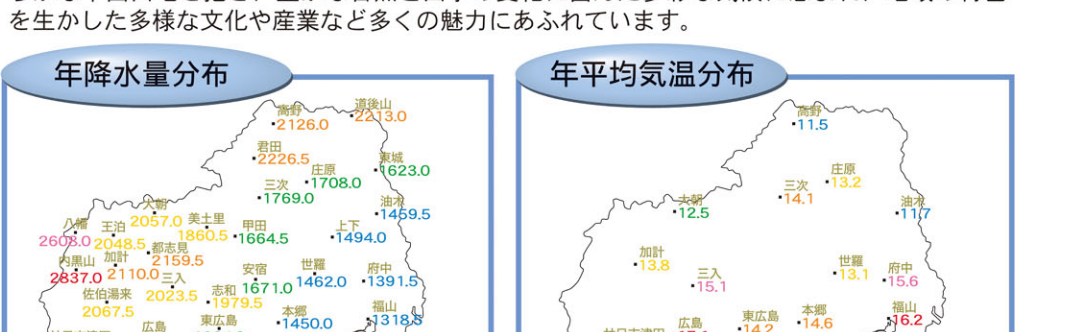 を生かした多様な文化や産業など多くの魅力にあふれています。
年降水量分布
高野
2126.0
道後山
2213.0
君田
2226.5
東城
1623.0
庄原
1708.0
三次
1769.0
油木
1459.5
大朝
2057.0
八幡
2608.0
王泊
2048.5
美土里
1860.5
甲田
1664.5
上下
1494.0
都志見
2159.5
内黒山
2837.0
加計
2110.0
三入
2023.5
安宿
1671.0
世羅
1462.0
府中
1391.5
佐伯湯来
2067.5
志和
1979.5
本郷
1450.0
福山
1318.5
広島
東広島
年平均気温分布
高野
11.5
庄原
13.2
三次
14.1
大朝
12.5
油木
11.7
加計
13.8
三入
15.1
世羅
13.1
府中
15.6
本郷
14.6
福山
16.2
広島
東広島
14.2